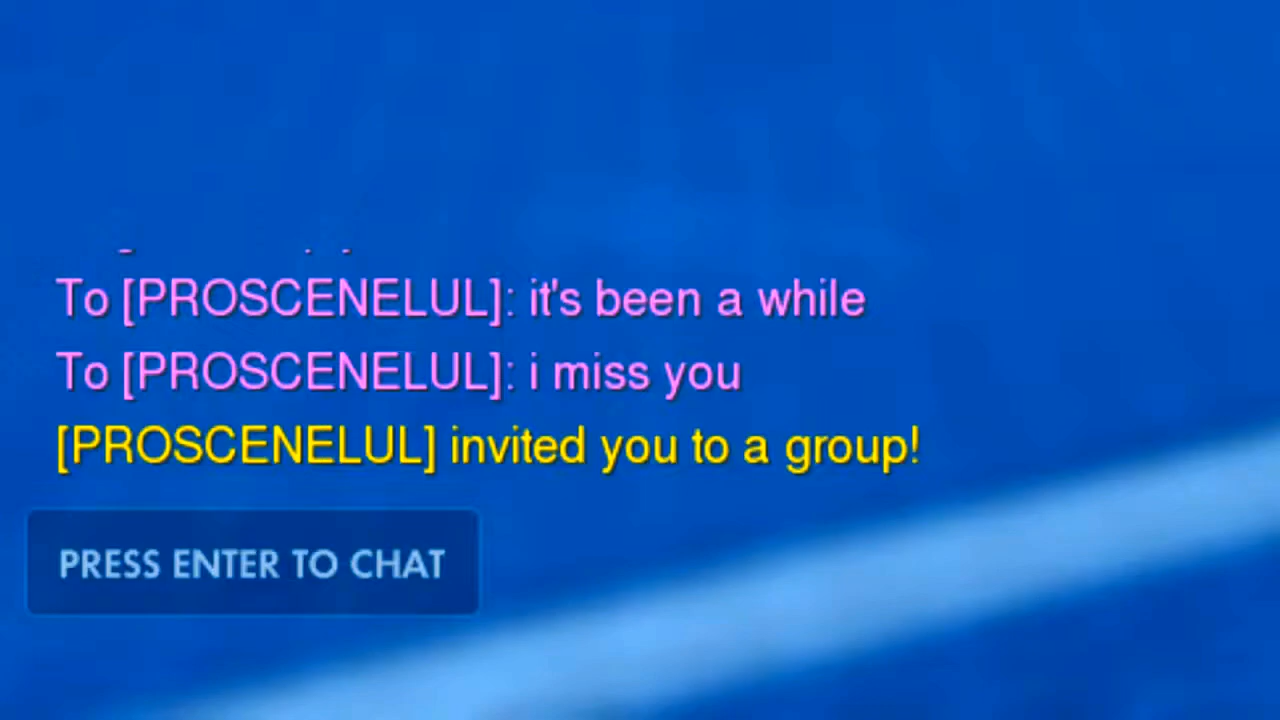 To [PROSCENELUL]: it's been a while
To [PROSCENELUL]: i miss you
[PROSCENELUL] invited you to a group!
PRESS ENTER TO CHAT